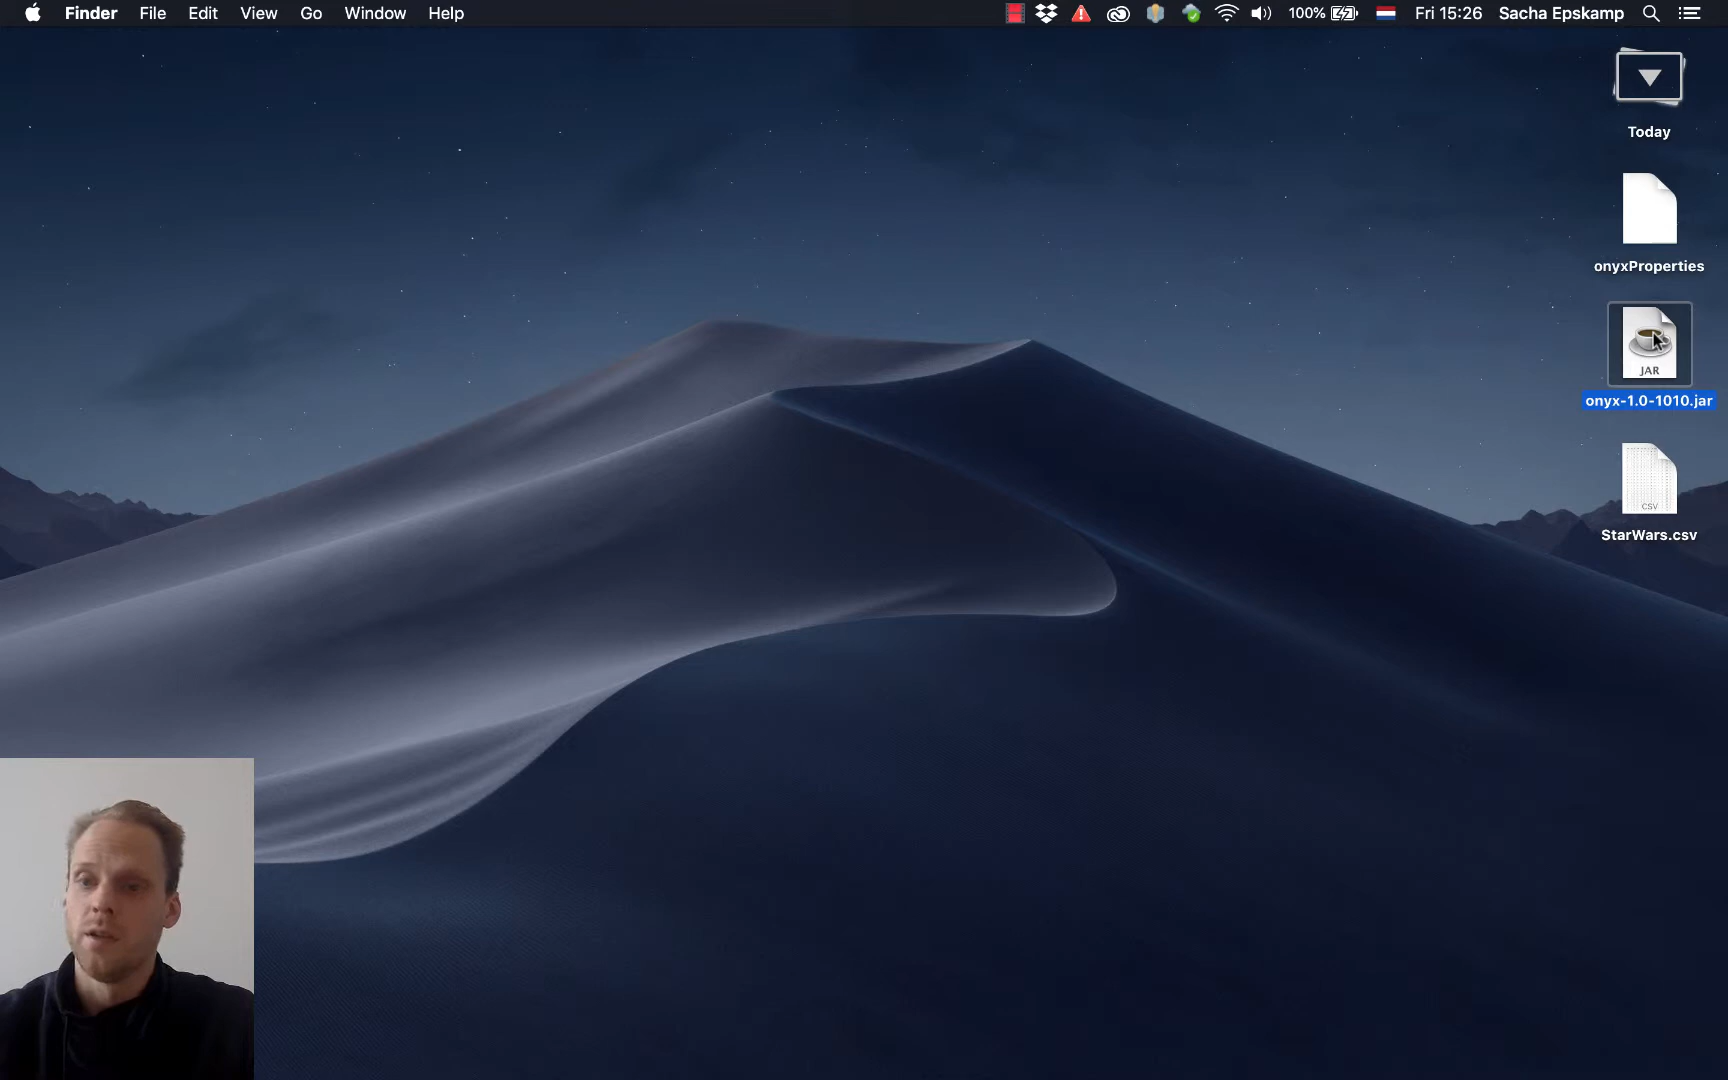 Finder File Edit View Go Window Help 100% Fri 15:26 Sacha Epskamp
Today
onyxProperties
JAR
onyx-1.0-1010.jar
CSV
StarWars.csv